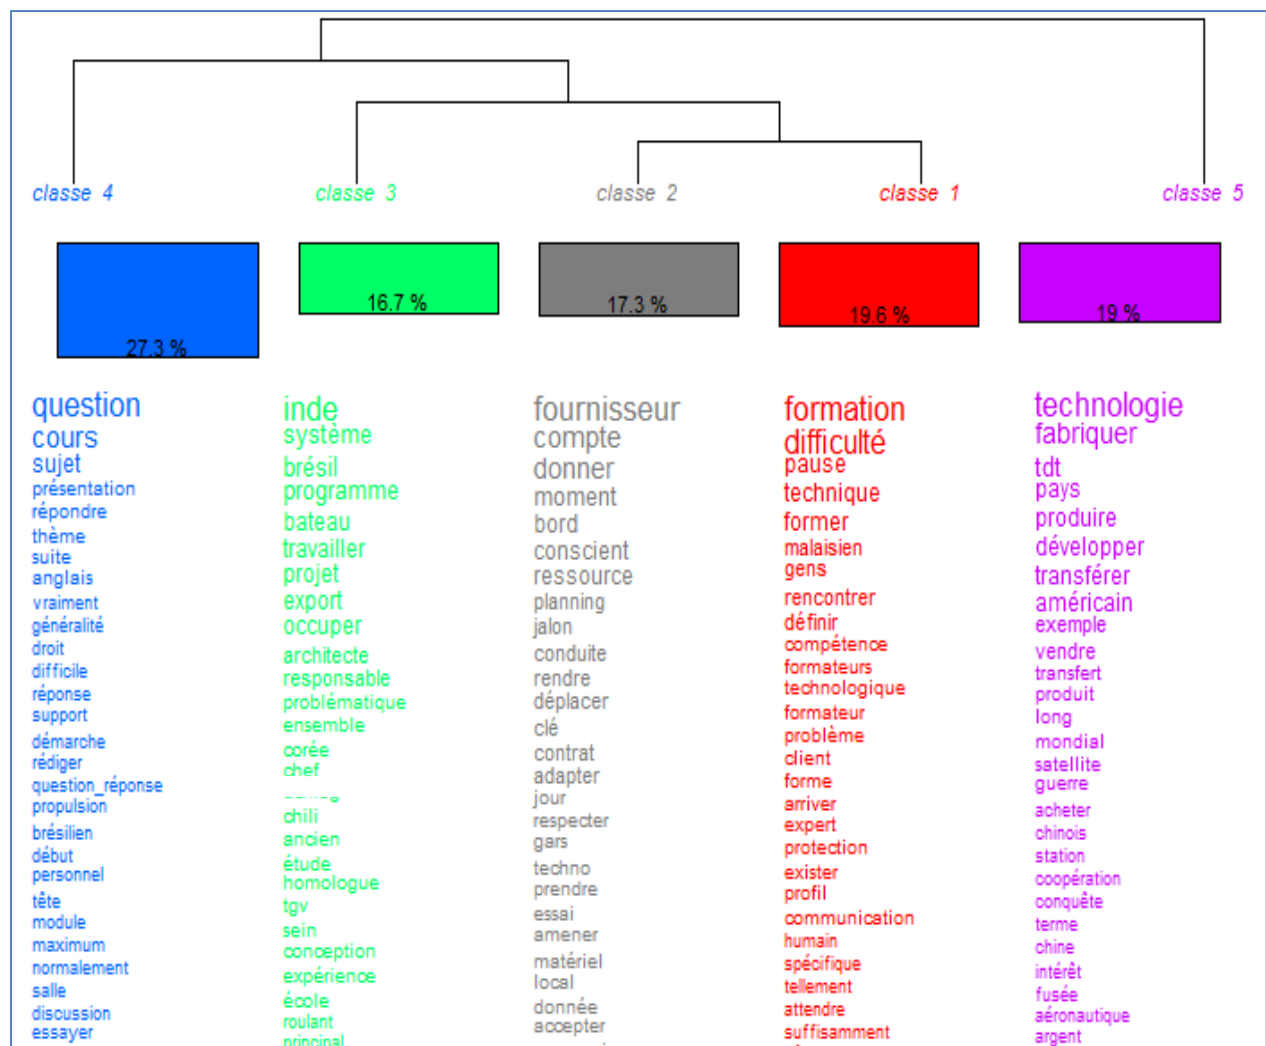 classe 4
classe 3
classe 2
classe 1
classe 5
27.3 %
16.7 %
17.3 %
19.6 %
19 %
question
cours
sujet
présentation
répondre
thème
suite
anglais
vraiment
généralité
droit
difficile
réponse
support
démarche
rédiger
question_réponse
propulsion
brésilien
début
personnel
tête
module
maximum
normalement
salle
discussion
essayer
inde
système
brésil
programme
bateau
travailler
projet
export
occuper
architecte
responsable
problématique
ensemble
corée
chef
chili
ancien
étude
homologue
tgv
sein
conception
expérience
école
roulant
principal
fournisseur
compte
donner
moment
bord
conscient
ressource
planning
jalon
conduite
rendre
déplacer
clé
contrat
adapter
jour
respecter
gars
techno
prendre
essai
amener
matériel
local
donnée
accepter
formation
difficulté
pause
technique
former
malaisien
gens
rencontrer
définir
compétence
formateurs
technologique
formateur
problème
client
forme
arriver
expert
protection
exister
profil
communication
humain
spécifique
tellement
attendre
suffisamment
technologie
fabriquer
tdt
pays
produire
développer
transférer
américain
exemple
vendre
transfert
produit
long
mondial
satellite
guerre
acheter
chinois
station
coopération
conquête
terme
chine
intérêt
fusée
aéronautique
argent